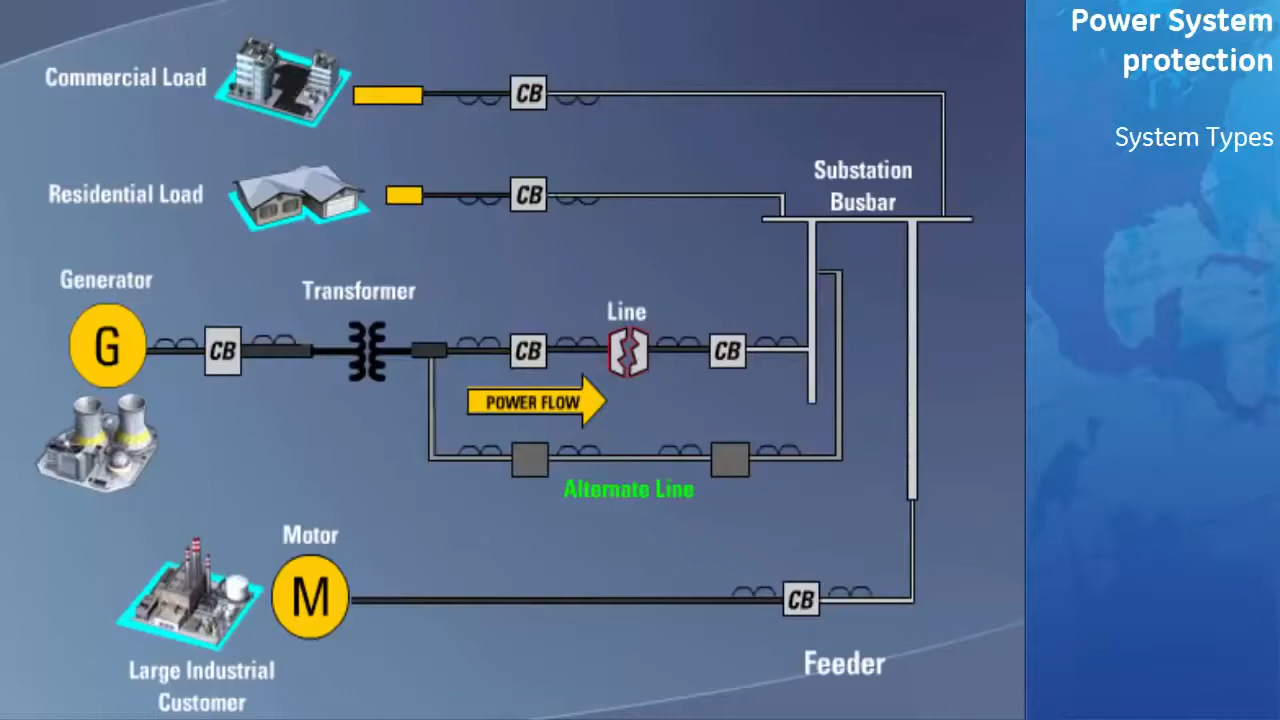 Power System
protection
System Types
Commercial Load
CB
Residential Load
CB
Substation
Busbar
Generator
G
CB
Transformer
CB
Line
CB
POWER FLOW
Alternate Line
Motor
M
CB
Large Industrial
Customer
Feeder